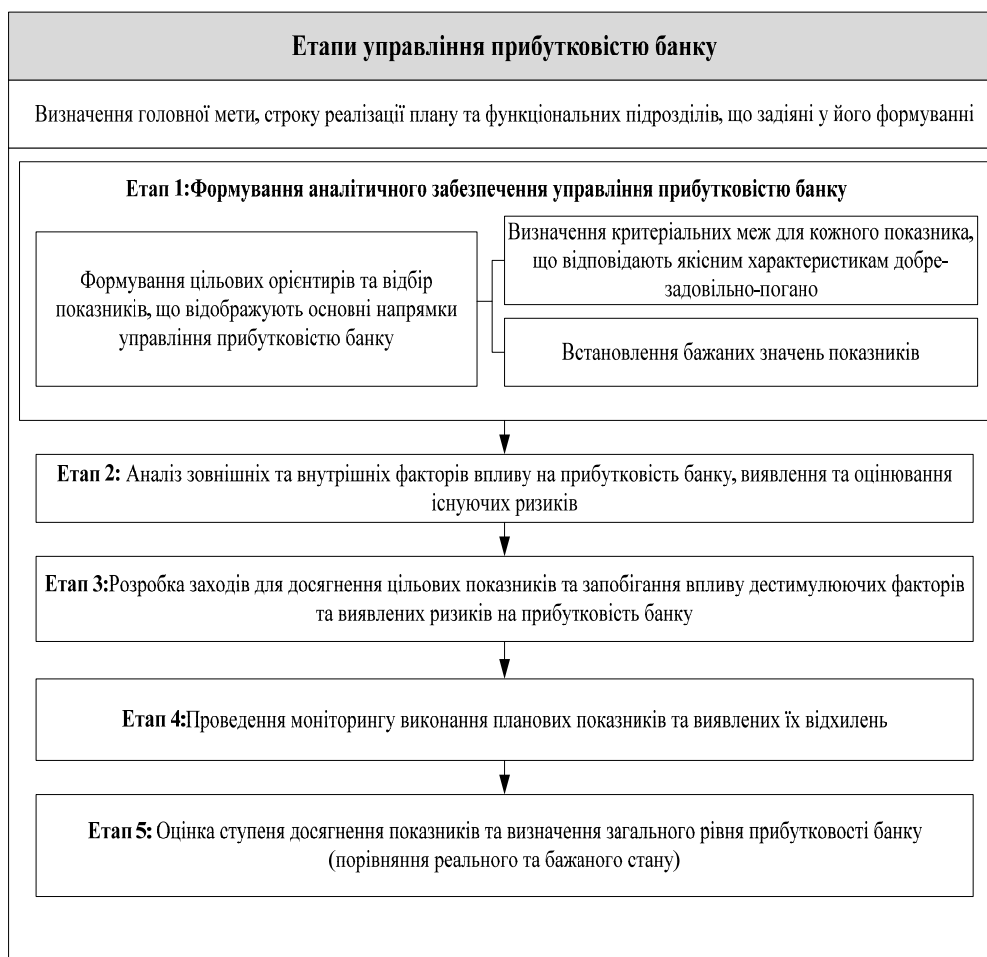 Етапи управління прибутковістю банку
Визначення головної мети, строку реалізації плану та функціональних підрозділів, що задіяні у його формуванні
Етап 1:Формування аналітичного забезпечення управління прибутковістю банку
Формування цільових орієнтирів та відбір
показників, що відображують основні напрямки
управління прибутковістю банку
Визначення критеріальних меж для кожного показника,
що відповідають якісним характеристикам добре-
задовільно-погано
Встановлення бажаних значень показників
Етап 2: Аналіз зовнішніх та внутрішніх факторів впливу на прибутковість банку, виявлення та оцінювання
існуючих ризиків
Етап 3:Розробка заходів для досягнення цільових показників та запобігання впливу дестимулюючих факторів
та виявлених ризиків на прибутковість банку
Етап 4:Проведення моніторингу виконання планових показників та виявлених їх відхилень
Етап 5: Оцінка ступеня досягнення показників та визначення загального рівня прибутковості банку
(порівняння реального та бажаного стану)